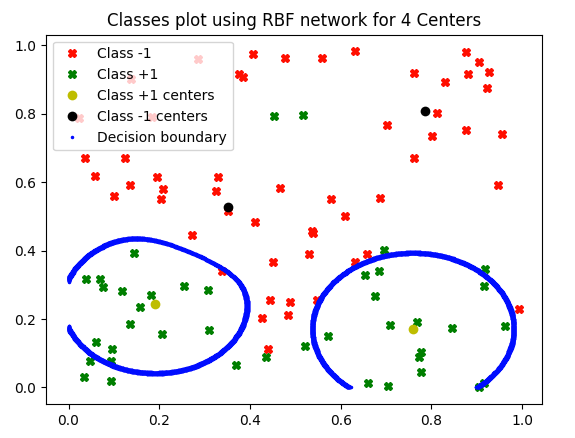 Classes plot using RBF network for 4 Centers
1.0
0.8
0.6
0.4
0.2
0.0
Class -1
Class +1
Class +1 centers
Class -1 centers
Decision boundary
0.0 0.2 0.4 0.6 0.8 1.0